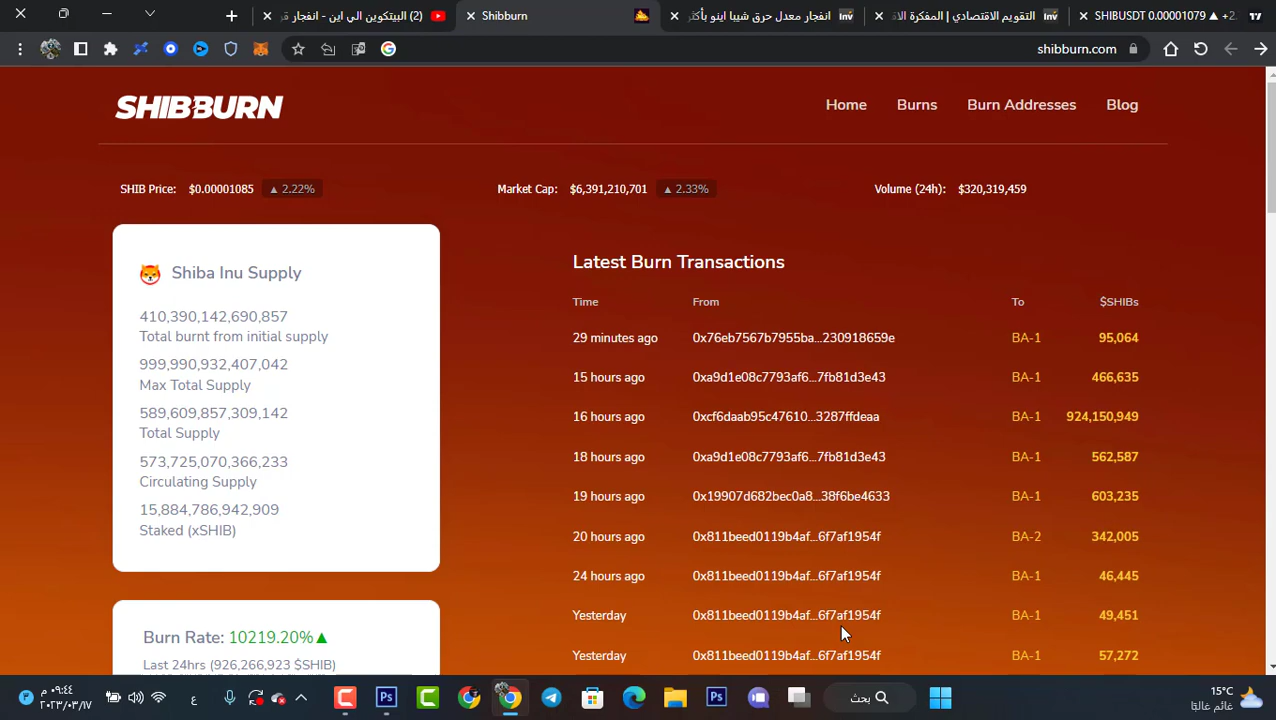 (2) البيتكوين الي اين - انفجار قر
Shibburn
انفجار معدل حرق شيبا اينو بأكثر
التقويم الاقتصادي | المفكرة الاة
SHIBUSDT 0.00001079 ▲ +2.
shibburn.com
SHIBBURN
Home
Burns
Burn Addresses
Blog
SHIB Price: $0.00001085 ▲ 2.22%
Market Cap: $6,391,210,701 ▲ 2.33%
Volume (24h): $320,319,459
Shiba Inu Supply
410,390,142,690,857
Total burnt from initial supply
999,990,932,407,042
Max Total Supply
589,609,857,309,142
Total Supply
573,725,070,366,233
Circulating Supply
15,884,786,942,909
Staked (xSHIB)
Burn Rate: 10219.20%▲
Last 24hrs (926,266,923 $SHIB)
Latest Burn Transactions
Time From To $SHIBs
29 minutes ago 0x76eb7567b7955ba...230918659e BA-1 95,064
15 hours ago 0xa9d1e08c7793af6...7fb81d3e43 BA-1 466,635
16 hours ago 0xcf6daab95c47610...3287ffdeaa BA-1 924,150,949
18 hours ago 0xa9d1e08c7793af6...7fb81d3e43 BA-1 562,587
19 hours ago 0x19907d682bec0a8...38f6be4633 BA-1 603,235
20 hours ago 0x811beed0119b4af...6f7af1954f BA-2 342,005
24 hours ago 0x811beed0119b4af...6f7af1954f BA-1 46,445
Yesterday 0x811beed0119b4af...6f7af1954f BA-1 49,451
Yesterday 0x811beed0119b4af...6f7af1954f BA-1 57,272
٠٩:٤٤ م
٢٠٢٣/٠٣/٠٧
ع
بحث
15°C
غائم غالبًا